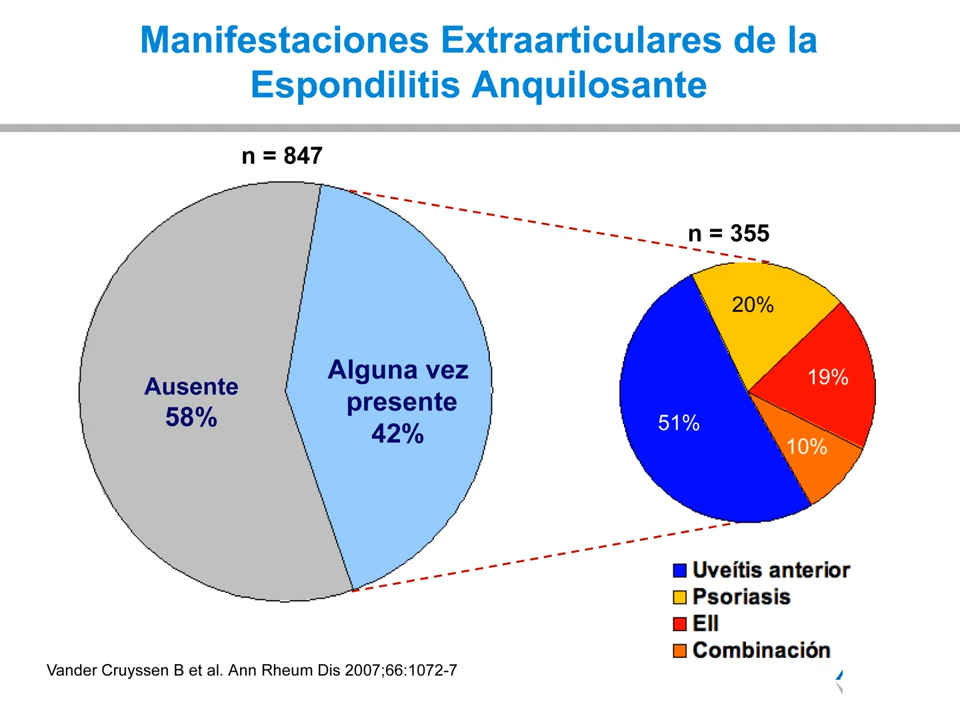 Manifestaciones Extraarticulares de la
Espondilitis Anquilosante
n = 847
n = 355
Ausente
58%
Alguna vez
presente
42%
20%
19%
51%
10%
Uveítis anterior
Psoriasis
EII
Combinación
Vander Cruyssen B et al. Ann Rheum Dis 2007;66:1072-7